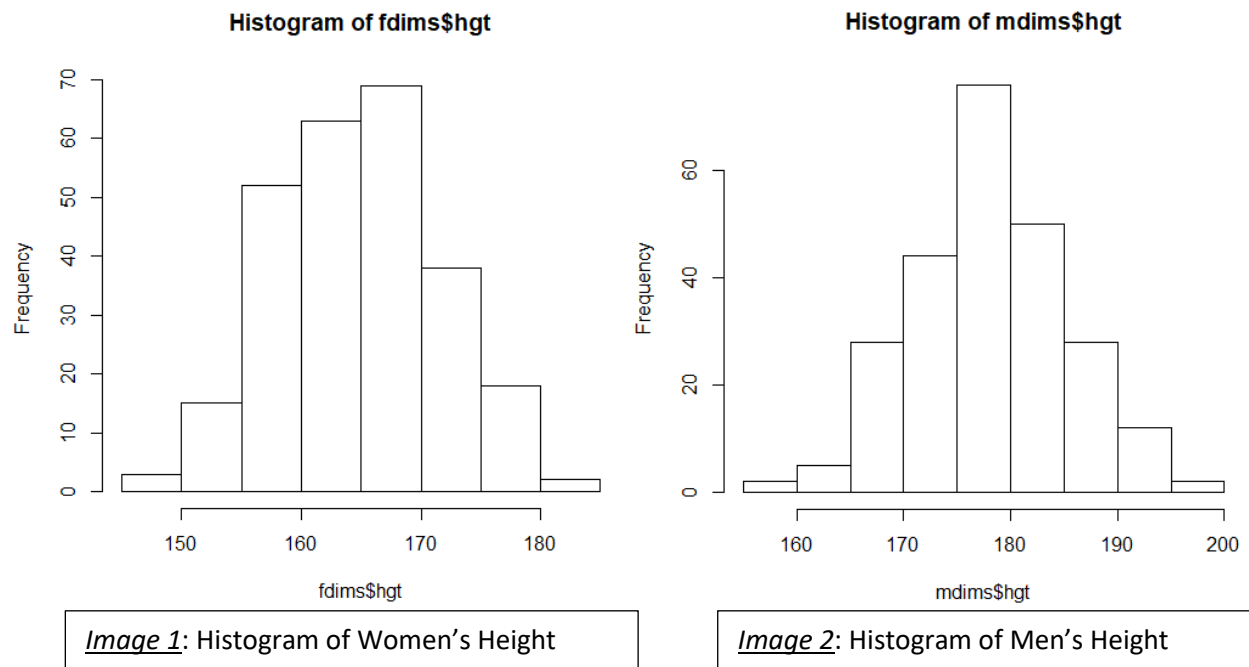 Histogram of fdims$hgt
Frequency
0
10
20
30
40
50
60
70
150
160
170
180
fdims$hgt
Image 1: Histogram of Women’s Height
Histogram of mdims$hgt
Frequency
0
20
40
60
160
170
180
190
200
mdims$hgt
Image 2: Histogram of Men’s Height